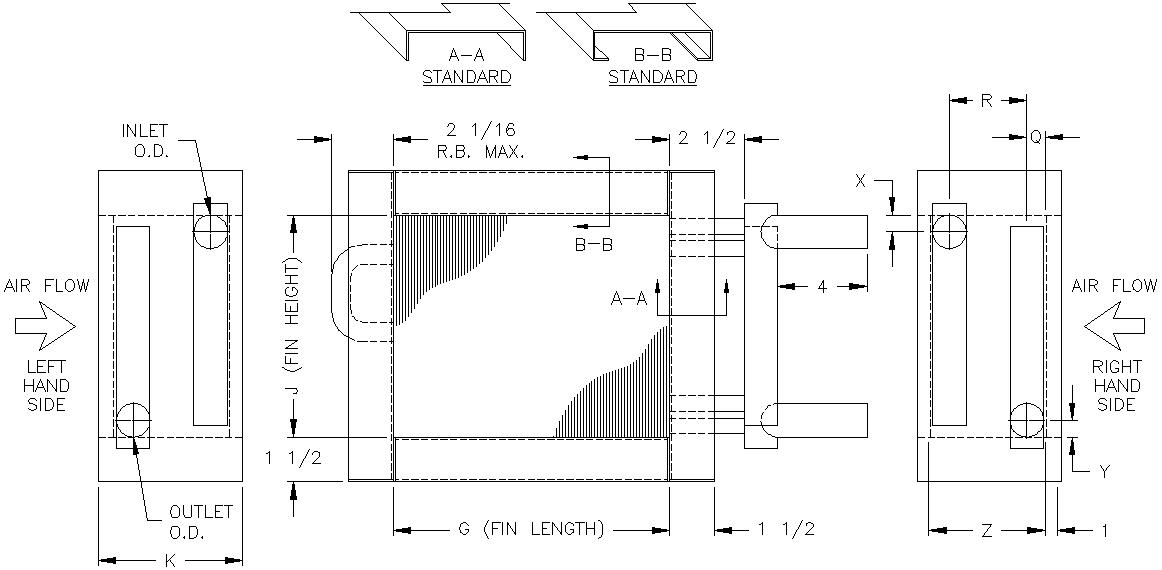 A-A
STANDARD
B-B
STANDARD
INLET
O.D.
2 1/16
R.B. MAX.
2 1/2
R
Q
X
B-B
AIR FLOW
LEFT
HAND
SIDE
J (FIN HEIGHT)
A-A
4
AIR FLOW
RIGHT
HAND
SIDE
1 1/2
Y
OUTLET
O.D.
K
G (FIN LENGTH)
1 1/2
Z
1